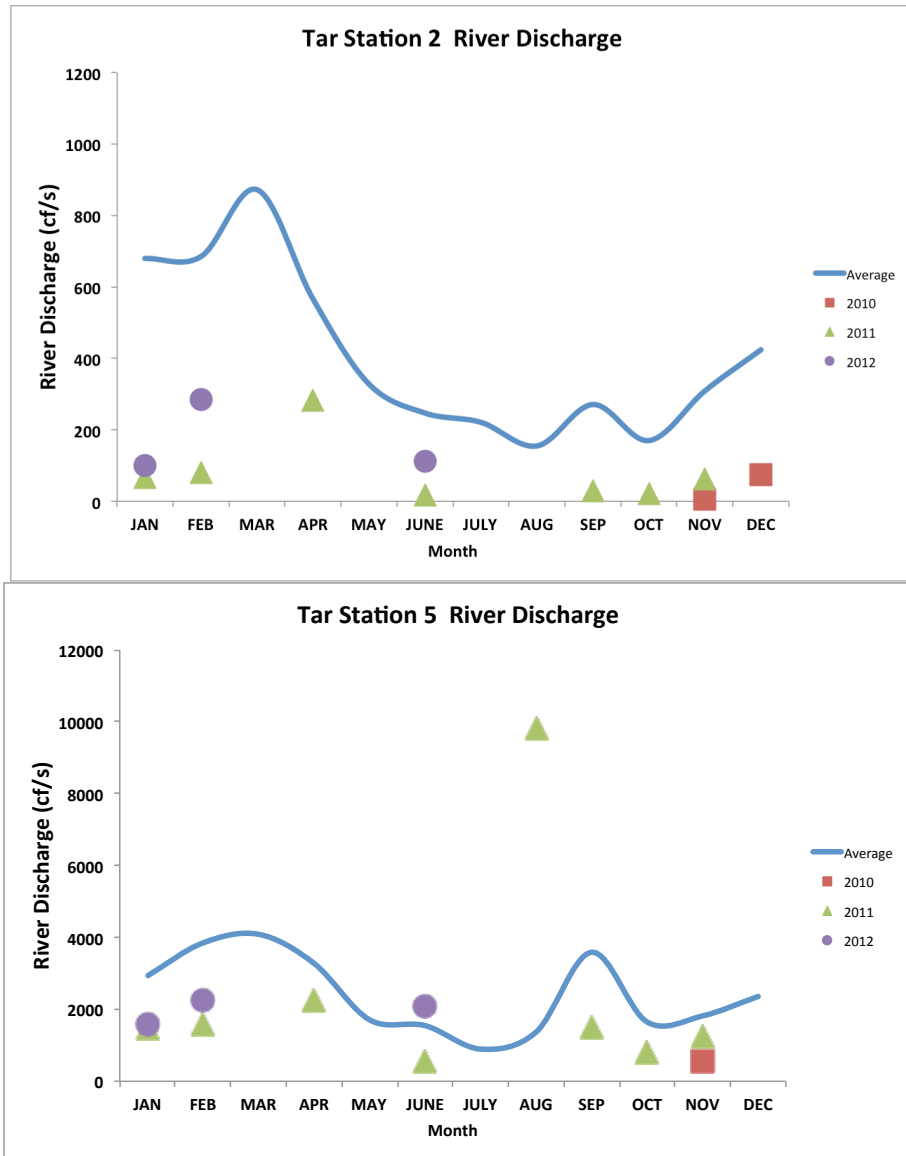 Tar Station 2  River Discharge
1200
1000
800
600
400
200
0
River Discharge (cf/s)
JAN FEB MAR APR MAY JUNE JULY AUG SEP OCT NOV DEC
Month
Average
2010
2011
2012
Tar Station 5  River Discharge
12000
10000
8000
6000
4000
2000
0
River Discharge (cf/s)
JAN FEB MAR APR MAY JUNE JULY AUG SEP OCT NOV DEC
Month
Average
2010
2011
2012